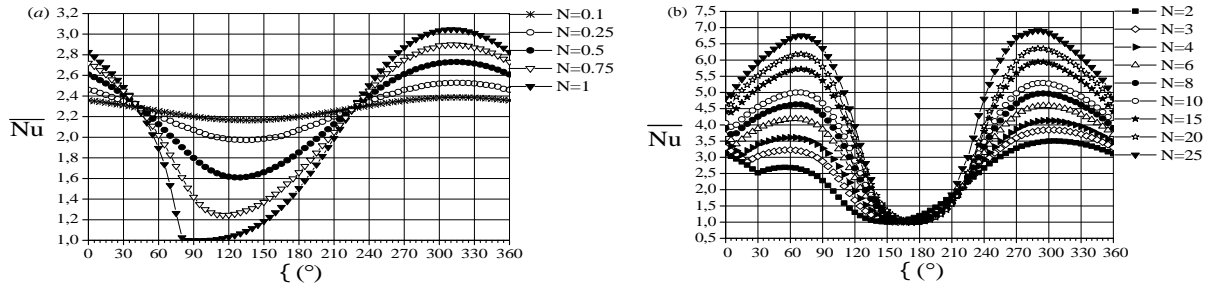 (a)
3,2
3,0
2,8
2,6
2,4
2,2
2,0
1,8
1,6
1,4
1,2
1,0
Nu
0 30 60 90 120 150 180 210 240 270 300 330 360
{ (°)
N=0.1
N=0.25
N=0.5
N=0.75
N=1
(b)
7,5
7,0
6,5
6,0
5,5
5,0
4,5
4,0
3,5
3,0
2,5
2,0
1,5
1,0
0,5
Nu
0 30 60 90 120 150 180 210 240 270 300 330 360
{ (°)
N=2
N=3
N=4
N=6
N=8
N=10
N=15
N=20
N=25